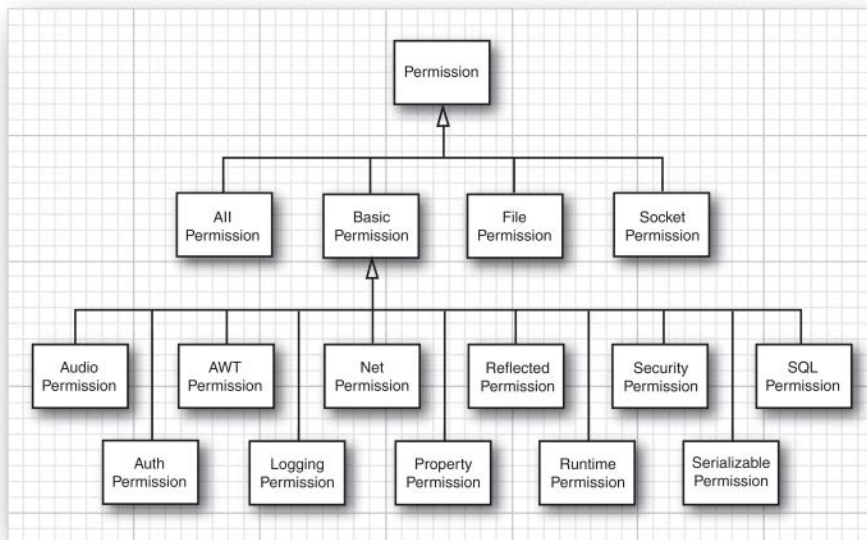 Permission
All
Permission
Basic
Permission
File
Permission
Socket
Permission
Audio
Permission
AWT
Permission
Net
Permission
Reflected
Permission
Security
Permission
SQL
Permission
Auth
Permission
Logging
Permission
Property
Permission
Runtime
Permission
Serializable
Permission